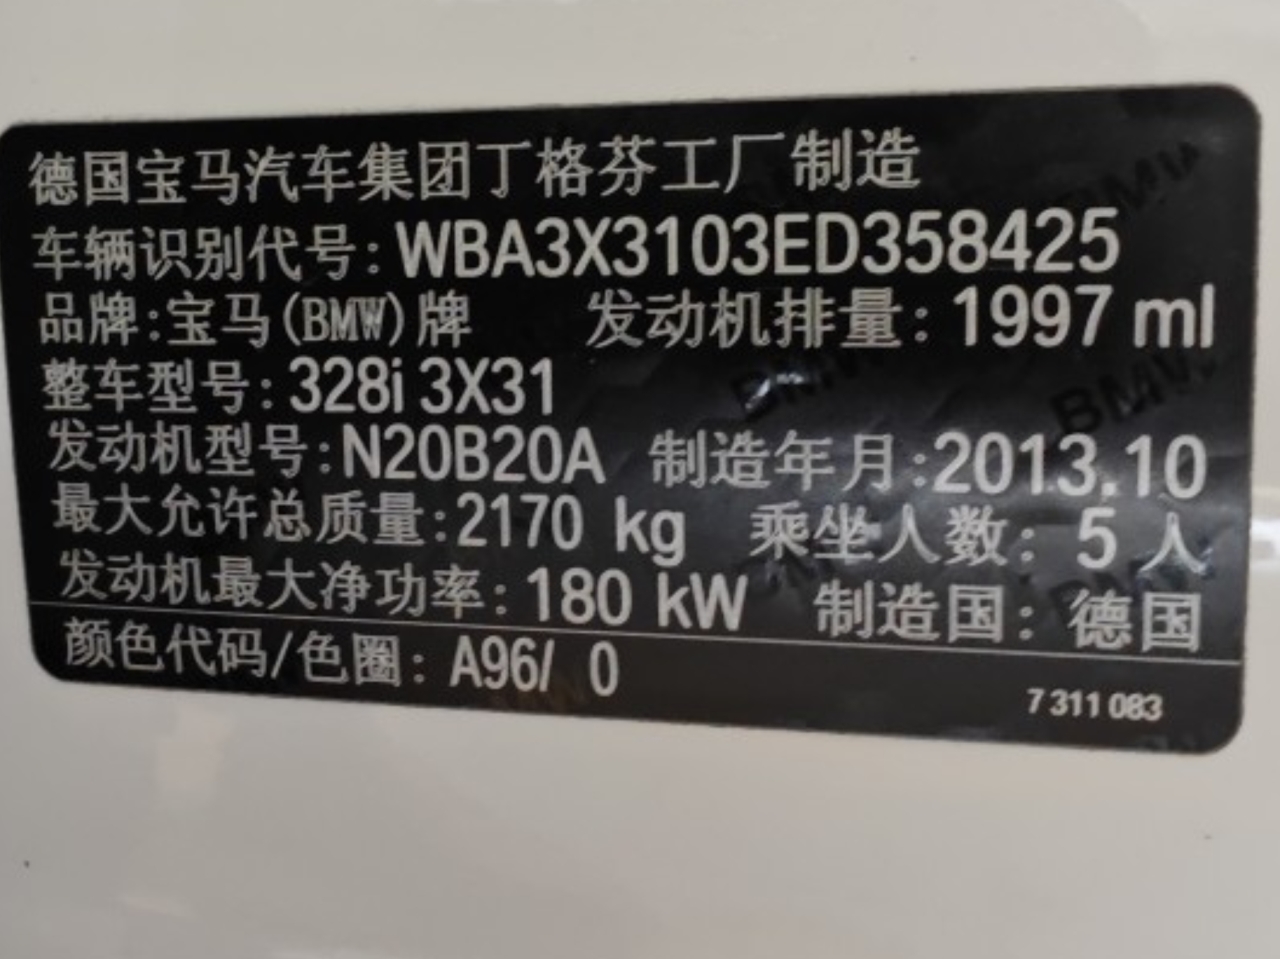 德国宝马汽车集团丁格芬工厂制造
车辆识别代号:WBA3X3103ED358425
品牌:宝马(BMW)牌 发动机排量:1997 ml
整车型号:328i 3X31
发动机型号:N20B20A 制造年月:2013.10
最大允许总质量:2170 kg 乘坐人数:5 人
发动机最大净功率:180 kW 制造国:德国
颜色代码/色圈:A96/ 0
7 311 083
BMW
BMW
BMW